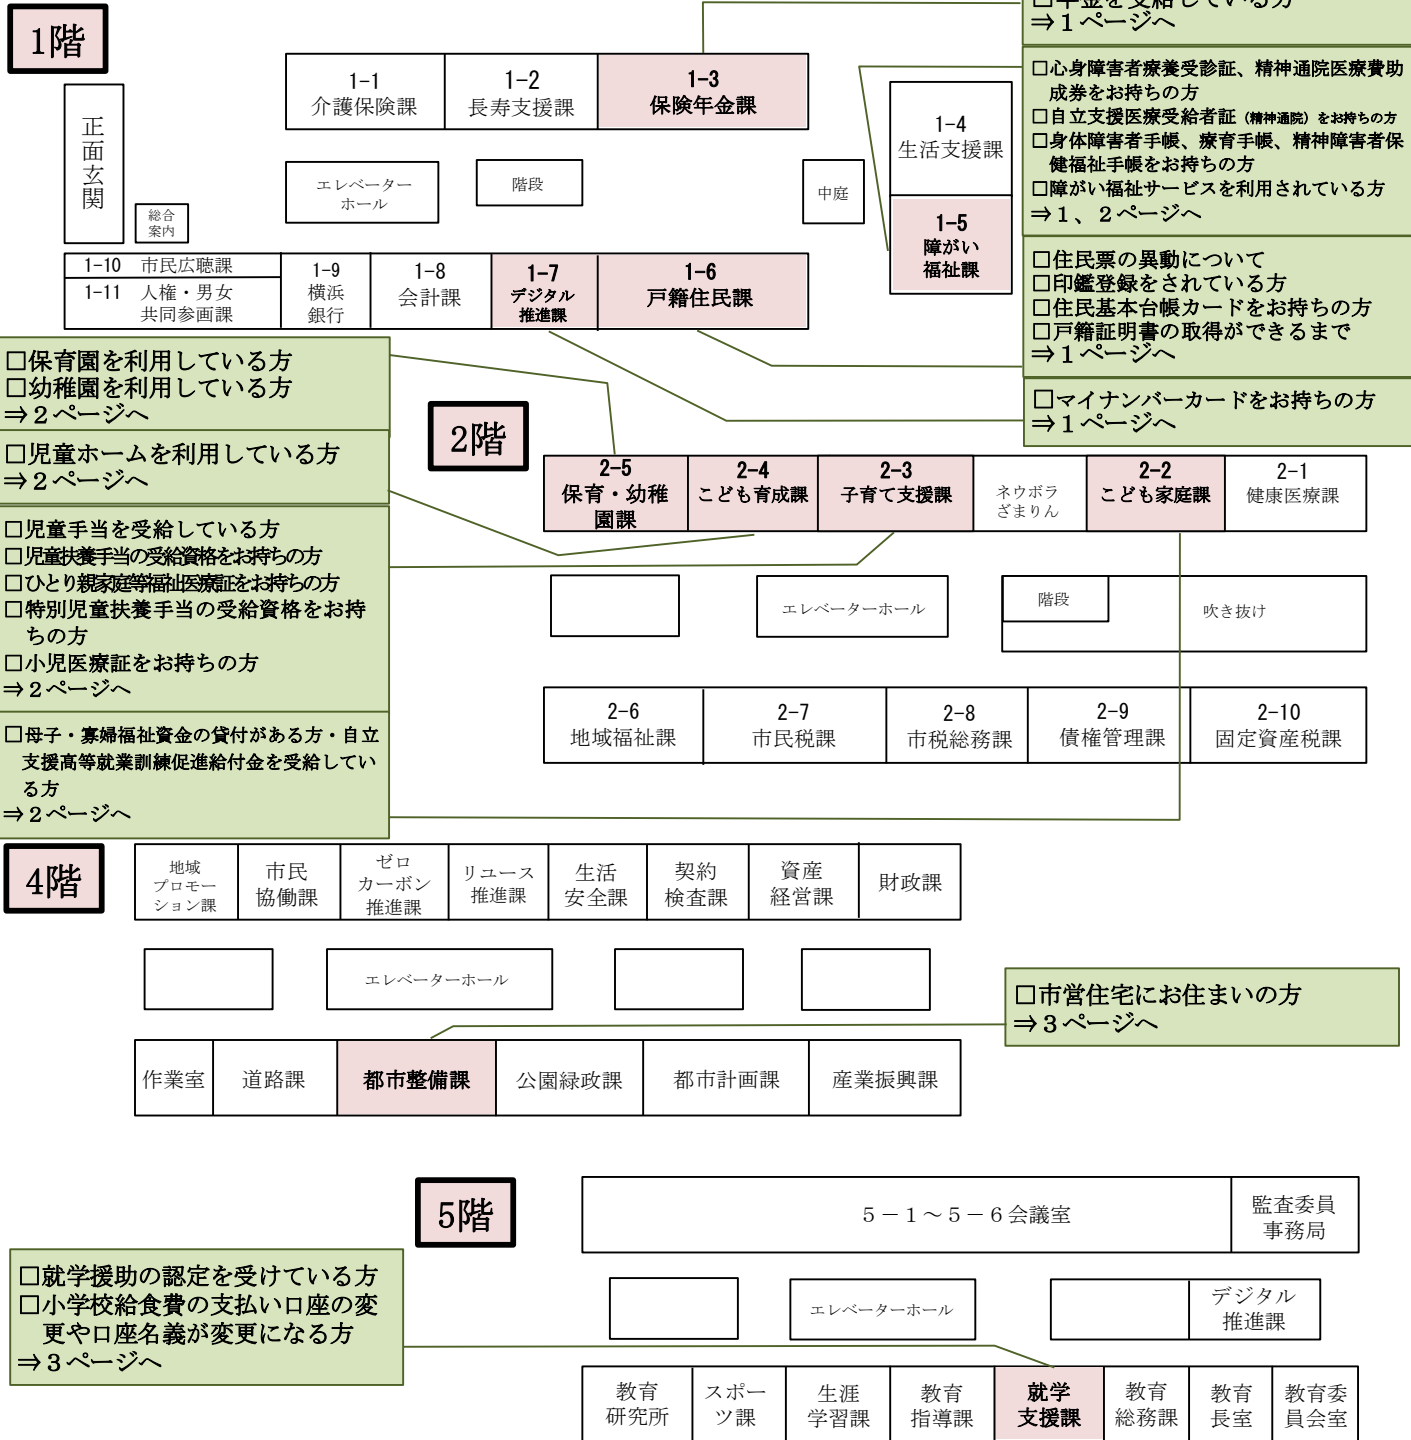 □年金を受給している方
⇒１ページへ
1階
1-1
介護保険課
1-2
長寿支援課
1-3
保険年金課
正面玄関
エレベーター
ホール
階段
中庭
総合
案内
1-4
生活支援課
1-5
障がい
福祉課
□心身障害者療養受診証、精神通院医療費助
成券をお持ちの方
□自立支援医療受給者証（精神通院）をお持ちの方
□身体障害者手帳、療育手帳、精神障害者保
健福祉手帳をお持ちの方
□障がい福祉サービスを利用されている方
⇒１、２ページへ
1-10 市民広聴課
1-11 人権・男女
共同参画課
1-9
横浜
銀行
1-8
会計課
1-7
デジタル
推進課
1-6
戸籍住民課
□住民票の異動について
□印鑑登録をされている方
□住民基本台帳カードをお持ちの方
□戸籍証明書の取得ができるまで
⇒１ページへ
□マイナンバーカードをお持ちの方
⇒１ページへ
□保育園を利用している方
□幼稚園を利用している方
⇒２ページへ
□児童ホームを利用している方
⇒２ページへ
□児童手当を受給している方
□児童扶養手当の受給資格をお持ちの方
□ひとり親家庭等福祉医療証をお持ちの方
□特別児童扶養手当の受給資格をお持
ちの方
□小児医療証をお持ちの方
⇒２ページへ
□母子・寡婦福祉資金の貸付がある方・自立
支援高等就業訓練促進給付金を受給してい
る方
⇒２ページへ
2階
2-5
保育・幼稚
園課
2-4
こども育成課
2-3
子育て支援課
ネウボラ
ざまりん
2-2
こども家庭課
2-1
健康医療課
エレベーターホール
階段
吹き抜け
2-6
地域福祉課
2-7
市民税課
2-8
市税総務課
2-9
債権管理課
2-10
固定資産税課
4階
地域
プロモー
ション課
市民
協働課
ゼロ
カーボン
推進課
リユース
推進課
生活
安全課
契約
検査課
資産
経営課
財政課
エレベーターホール
□市営住宅にお住まいの方
⇒３ページへ
作業室
道路課
都市整備課
公園緑政課
都市計画課
産業振興課
5階
５－１～５－６会議室
監査委員
事務局
□就学援助の認定を受けている方
□小学校給食費の支払い口座の変
更や口座名義が変更になる方
⇒３ページへ
エレベーターホール
デジタル
推進課
教育
研究所
スポー
ツ課
生涯
学習課
教育
指導課
就学
支援課
教育
総務課
教育
長室
教育委
員会室